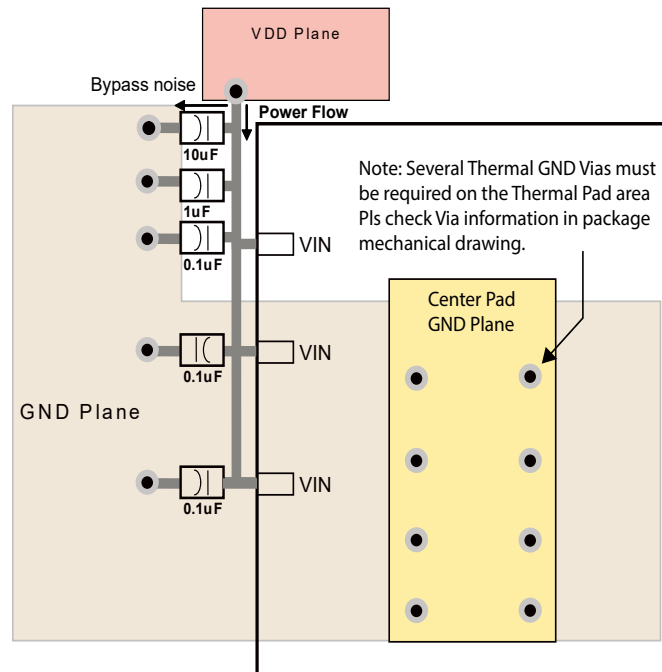 VDD Plane
Bypass noise
Power Flow
10uF
Note: Several Thermal GND Vias must
be required on the Thermal Pad area
Pls check Via information in package
mechanical drawing.
1uF
VIN
0.1uF
Center Pad
GND Plane
VIN
0.1uF
GND Plane
VIN
0.1uF